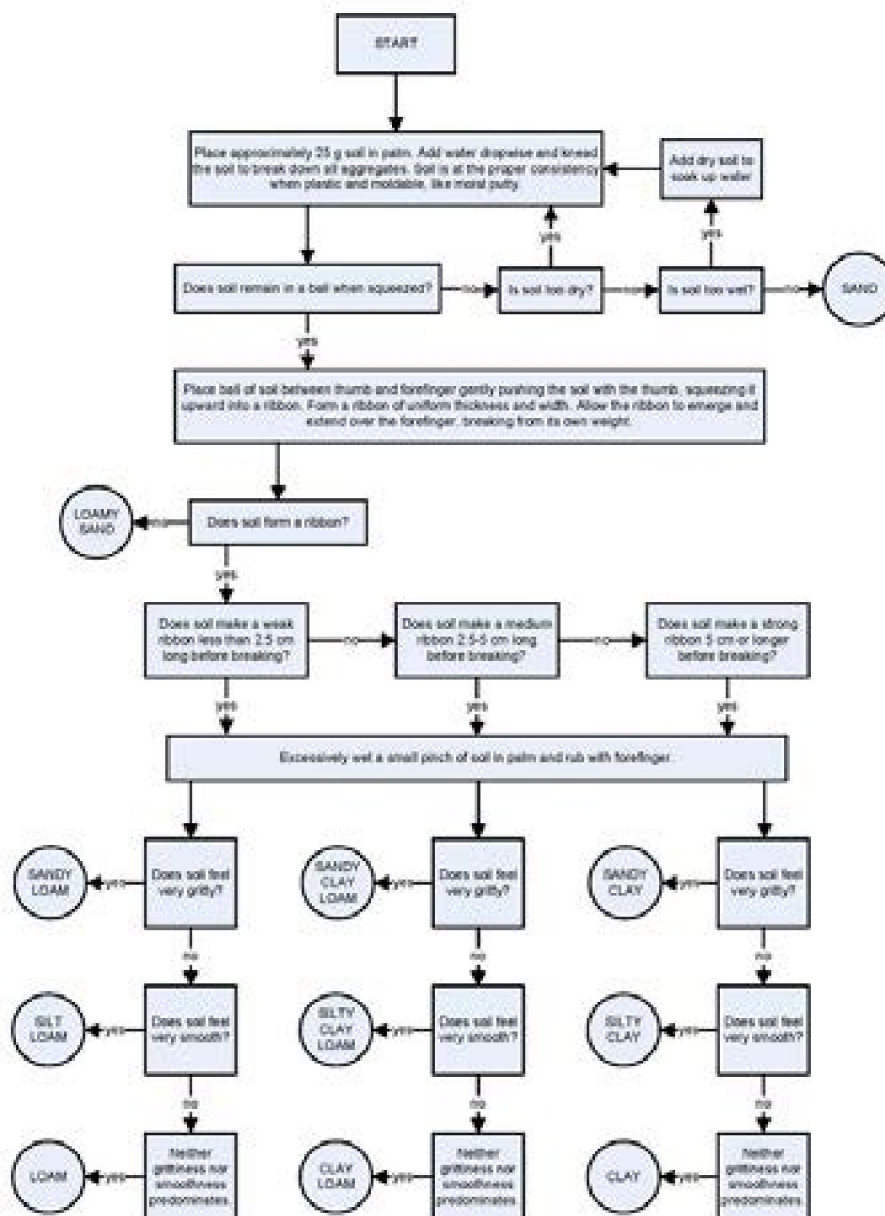 START
Place approximately 25 g soil in palm. Add water dropwise and knead
the soil to break down all aggregates. Soil is at the proper consistency
when plastic and moldable, like moist putty.
Add dry soil to
soak up water
yes
yes
Does soil remain in a ball when squeezed?
no
Is soil too dry?
no
Is soil too wet?
no
SAND
yes
Place ball of soil between thumb and forefinger gently pushing the soil with the thumb, squeezing it
upward into a ribbon. Form a ribbon of uniform thickness and width. Allow the ribbon to emerge and
extend over the forefinger, breaking from its own weight.
LOAMY
SAND
no
Does soil form a ribbon?
yes
Does soil make a weak
ribbon less than 2.5 cm
long before breaking?
no
Does soil make a medium
ribbon 2.5-5 cm long
before breaking?
no
Does soil make a strong
ribbon 5 cm or longer
before breaking?
yes
yes
yes
Excessively wet a small pinch of soil in palm and rub with forefinger.
SANDY
LOAM
yes
Does soil feel
very gritty?
SANDY
CLAY
LOAM
yes
Does soil feel
very gritty?
SANDY
CLAY
yes
Does soil feel
very gritty?
no
no
no
SILT
LOAM
yes
Does soil feel
very smooth?
SILTY
CLAY
LOAM
yes
Does soil feel
very smooth?
SILTY
CLAY
yes
Does soil feel
very smooth?
no
no
no
LOAM
yes
Neither
grittiness nor
smoothness
predominates.
CLAY
LOAM
yes
Neither
grittiness nor
smoothness
predominates.
CLAY
yes
Neither
grittiness nor
smoothness
predominates.